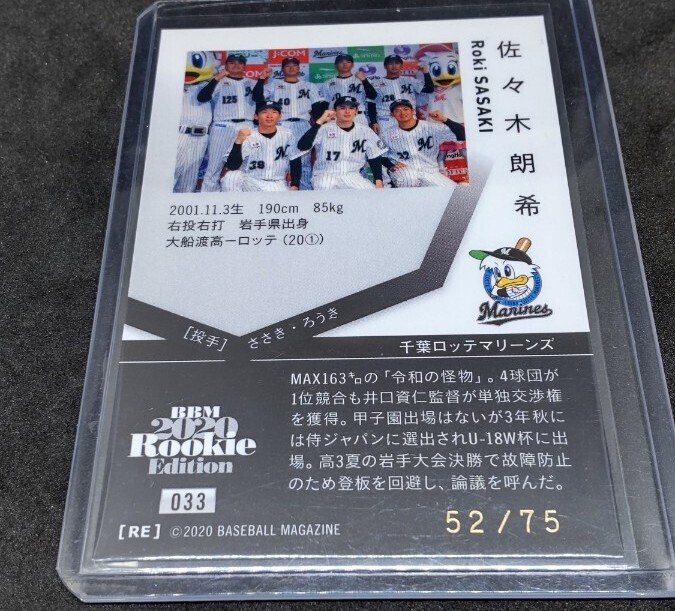 佐々木朗希
Roki SASAKI
J:COM
Marines
M
125
M
40
M
M
126
M
38
M
17
M
2001.11.3生 190cm 85kg
右投右打 岩手県出身
大船渡高ーロッテ（20①）
Marines
[投手] ささき・ろうき
千葉ロッテマリーンズ
MAX163㌔の「令和の怪物」。4球団が
1位競合も井口資仁監督が単独交渉権
を獲得。甲子園出場はないが3年秋に
は侍ジャパンに選出されU-18W杯に出
場。高3夏の岩手大会決勝で故障防止
のため登板を回避し、論議を呼んだ。
BBM
2020
Rookie
Edition
033
[RE] ©2020 BASEBALL MAGAZINE
52/75